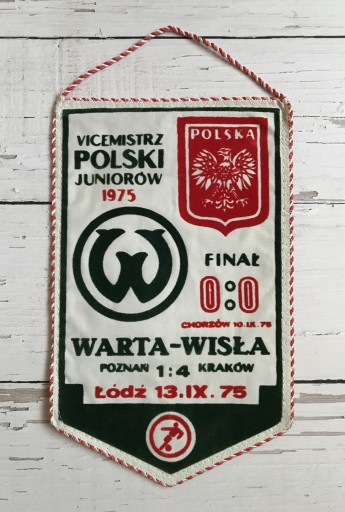 VICEMISTRZ
POLSKI
JUNIORÓW
1975
POLSKA
W
FINAŁ
0:0
CHORZÓW 10.IX.75
WARTA-WISŁA
POZNAŃ 1:4 KRAKÓW
Łódź 13.IX.75